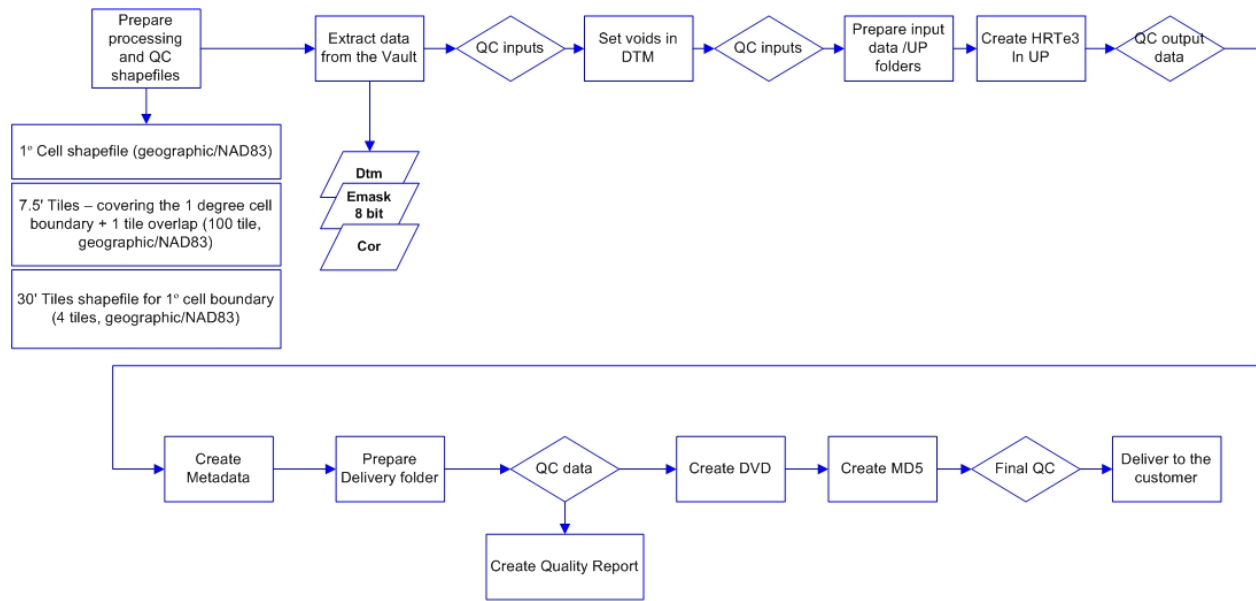 Prepare
processing
and QC
shapefiles
Extract data
from the Vault
QC inputs
Set voids in
DTM
QC inputs
Prepare input
data /UP
folders
Create HRTe3
In UP
QC output
data
1° Cell shapefile (geographic/NAD83)
7.5' Tiles – covering the 1 degree cell
boundary + 1 tile overlap (100 tile,
geographic/NAD83)
30' Tiles shapefile for 1° cell boundary
(4 tiles, geographic/NAD83)
Dtm
Emask
8 bit
Cor
Create
Metadata
Prepare
Delivery folder
QC data
Create DVD
Create MD5
Final QC
Deliver to the
customer
Create Quality Report